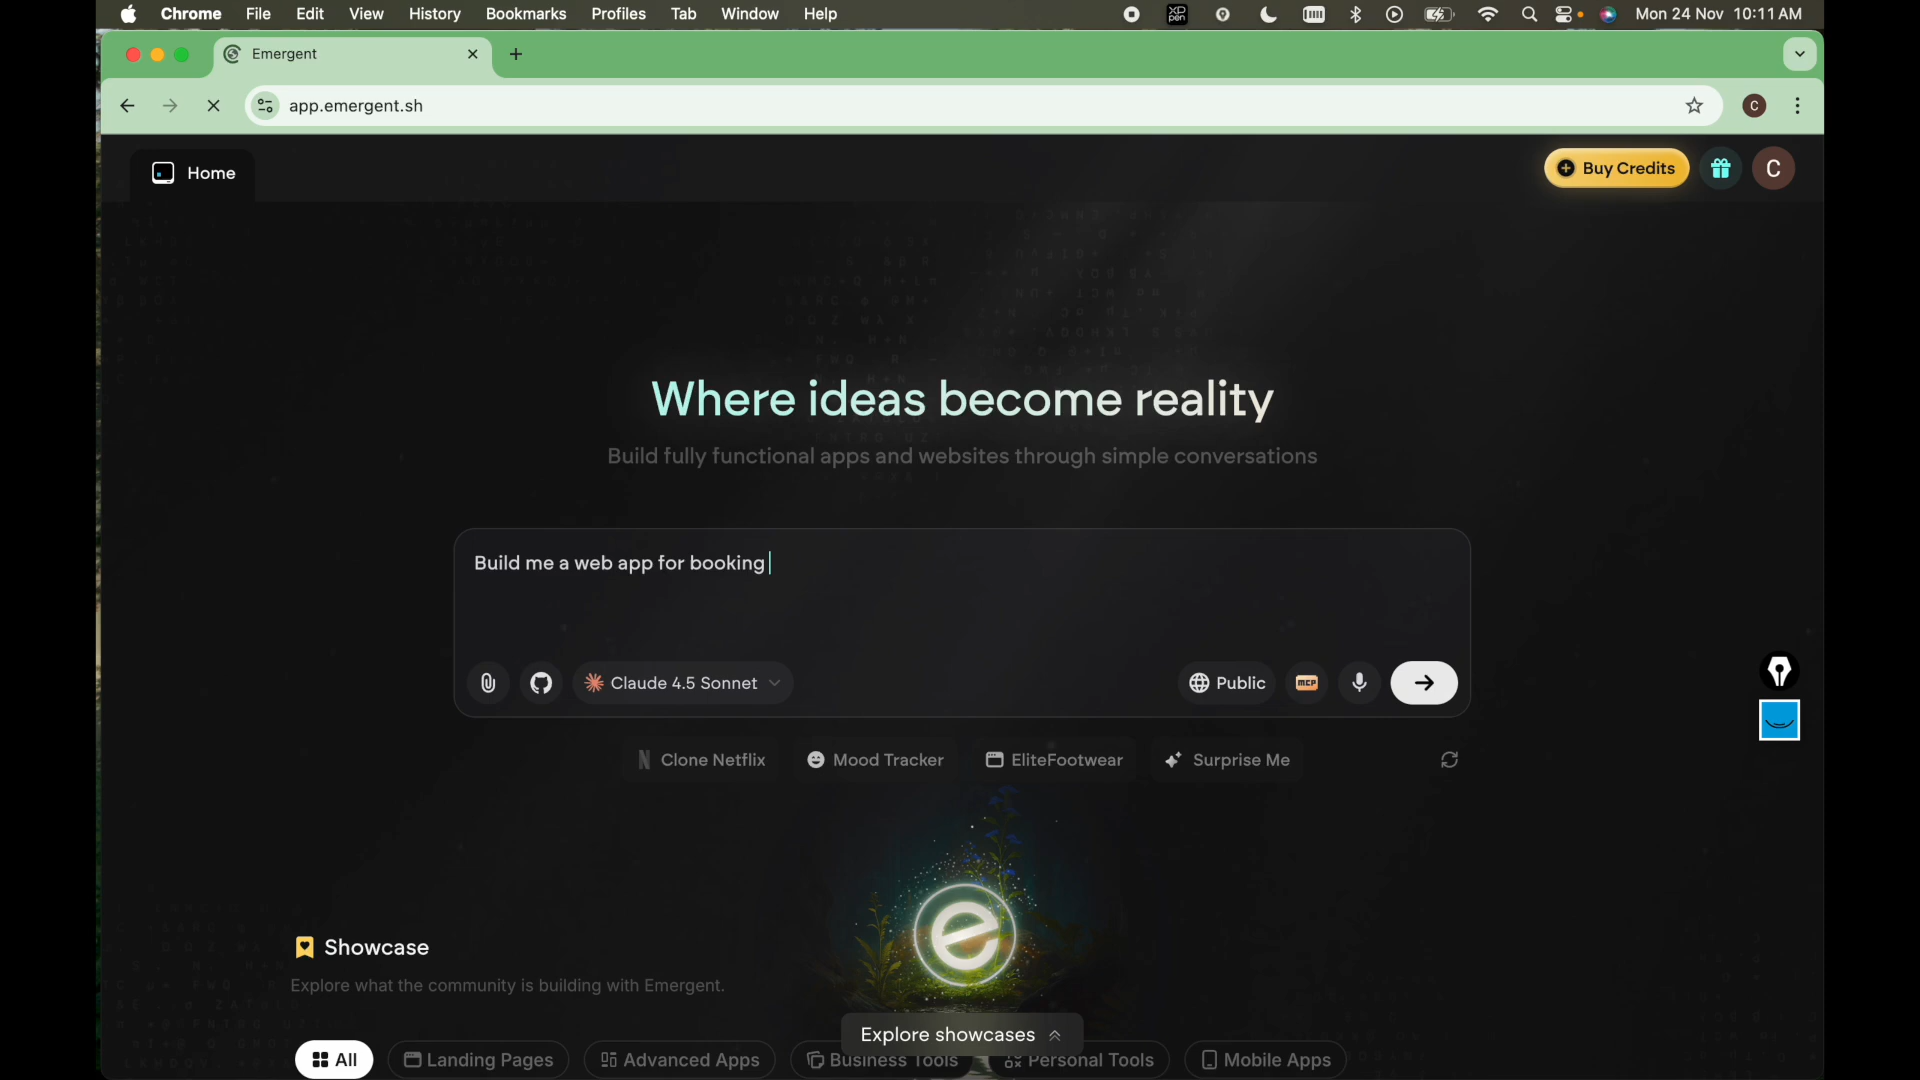 Chrome File Edit View History Bookmarks Profiles Tab Window Help Mon 24 Nov 10:11 AM
Emergent
app.emergent.sh
C
Home
Buy Credits
C
Where ideas become reality
Build fully functional apps and websites through simple conversations
Build me a web app for booking
Claude 4.5 Sonnet
Public
MCP
Clone Netflix
Mood Tracker
EliteFootwear
Surprise Me
e
Showcase
Explore what the community is building with Emergent.
Explore showcases
All
Landing Pages
Advanced Apps
Business Tools
Personal Tools
Mobile Apps